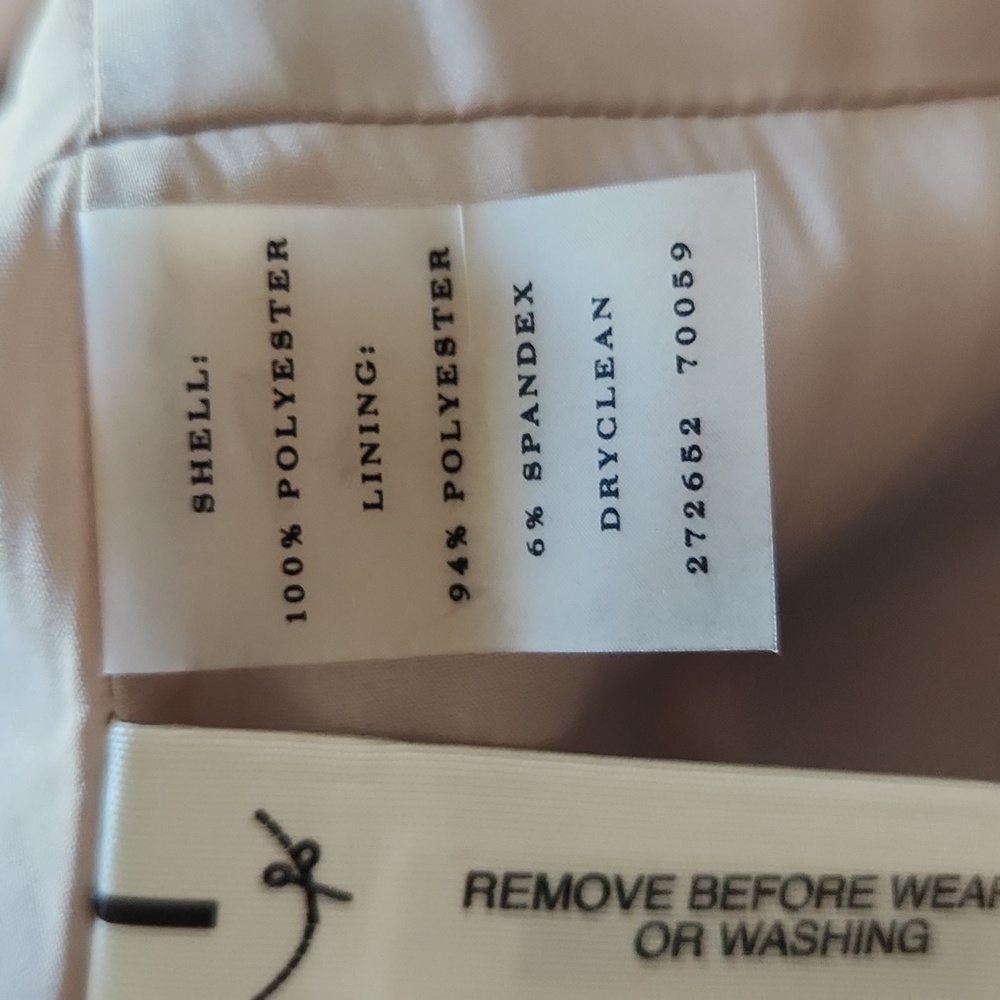 SHELL:
100% POLYESTER
LINING:
94% POLYESTER
6% SPANDEX
DRYCLEAN
272652 70059
REMOVE BEFORE WEAR
OR WASHING